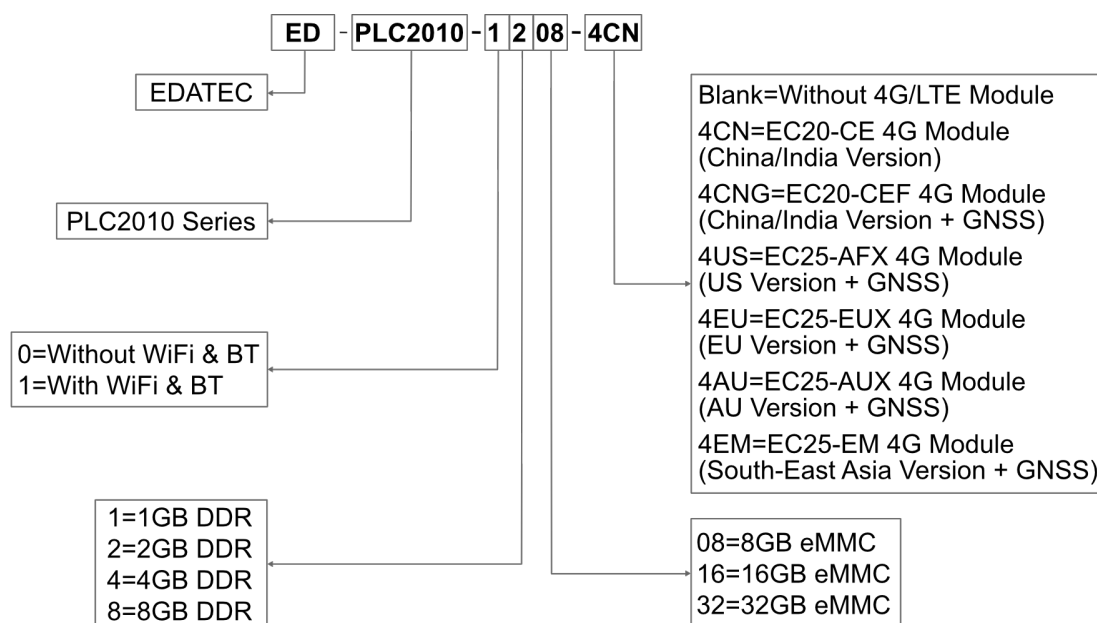 ED - PLC2010 - 1 2 08 - 4CN
EDATEC
PLC2010 Series
0=Without WiFi & BT
1=With WiFi & BT
1=1GB DDR
2=2GB DDR
4=4GB DDR
8=8GB DDR
Blank=Without 4G/LTE Module
4CN=EC20-CE 4G Module
(China/India Version)
4CNG=EC20-CEF 4G Module
(China/India Version + GNSS)
4US=EC25-AFX 4G Module
(US Version + GNSS)
4EU=EC25-EUX 4G Module
(EU Version + GNSS)
4AU=EC25-AUX 4G Module
(AU Version + GNSS)
4EM=EC25-EM 4G Module
(South-East Asia Version + GNSS)
08=8GB eMMC
16=16GB eMMC
32=32GB eMMC